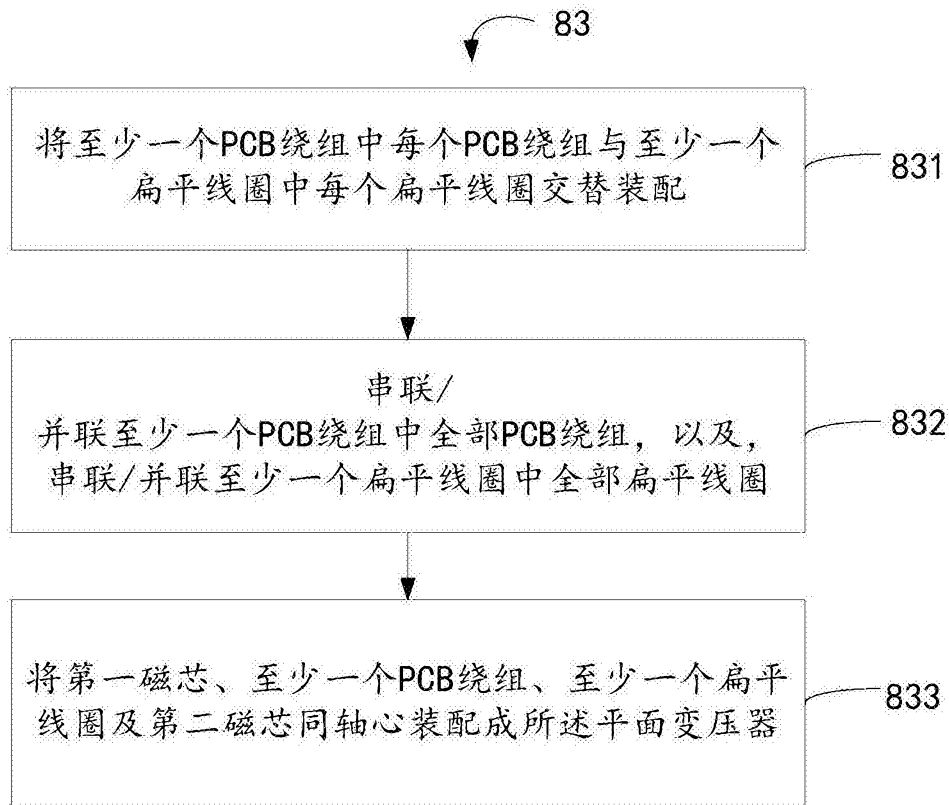 83
将至少一个PCB绕组中每个PCB绕组与至少一个
扁平线圈中每个扁平线圈交替装配
831
串联/
并联至少一个PCB绕组中全部PCB绕组，以及，
串联/并联至少一个扁平线圈中全部扁平线圈
832
将第一磁芯、至少一个PCB绕组、至少一个扁平
线圈及第二磁芯同轴心装配成所述平面变压器
833